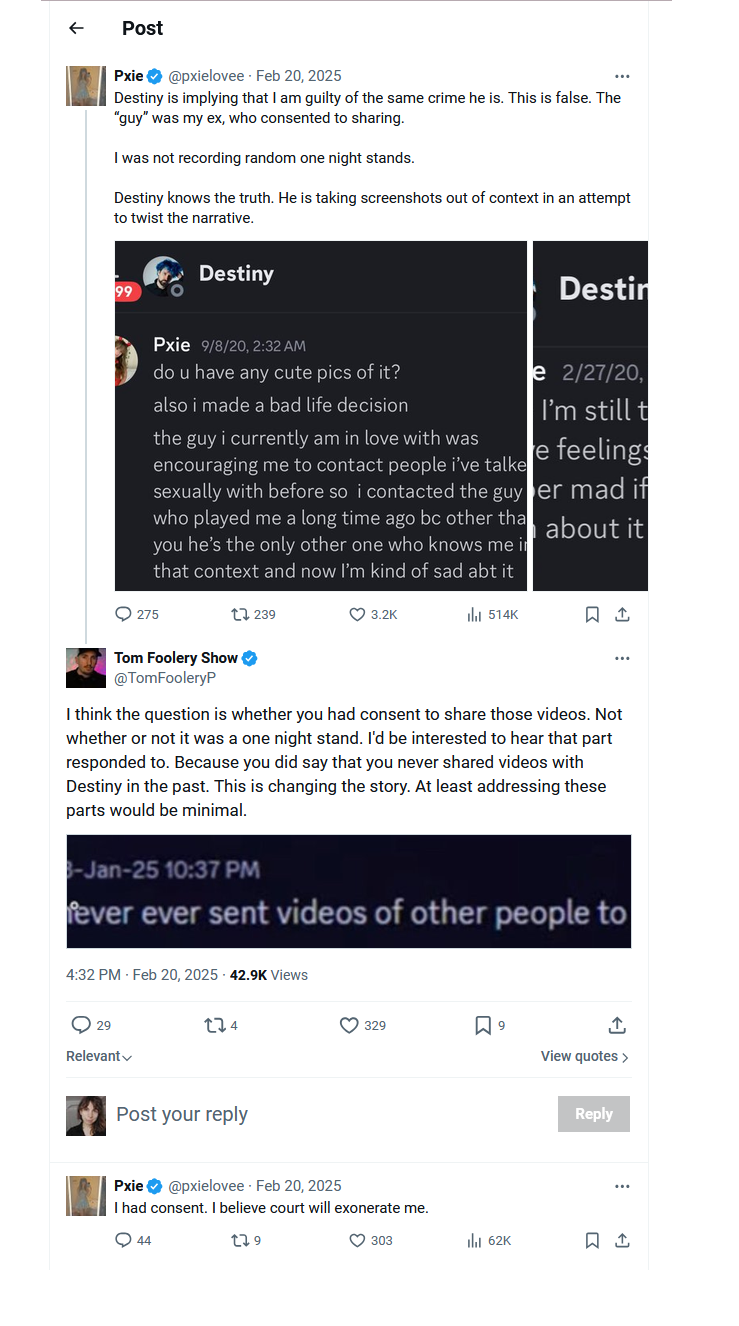 Post
Pxie @pxielovee · Feb 20, 2025
Destiny is implying that I am guilty of the same crime he is. This is false. The
“guy” was my ex, who consented to sharing.
I was not recording random one night stands.
Destiny knows the truth. He is taking screenshots out of context in an attempt
to twist the narrative.
99
Destiny
Pxie 9/8/20, 2:32 AM
do u have any cute pics of it?
also i made a bad life decision
the guy i currently am in love with was
encouraging me to contact people i’ve talke
sexually with before so i contacted the guy
who played me a long time ago bc other tha
you he’s the only other one who knows me i
that context and now I’m kind of sad abt it
Destin
e 2/27/20,
I’m still t
e feelings
er mad if
about it
275 239 3.2K 514K
Tom Foolery Show
@TomFooleryP
I think the question is whether you had consent to share those videos. Not
whether or not it was a one night stand. I'd be interested to hear that part
responded to. Because you did say that you never shared videos with
Destiny in the past. This is changing the story. At least addressing these
parts would be minimal.
-Jan-25 10:37 PM
never ever sent videos of other people to
4:32 PM · Feb 20, 2025 · 42.9K Views
29 4 329 9
Relevant View quotes
Post your reply Reply
Pxie @pxielovee · Feb 20, 2025
I had consent. I believe court will exonerate me.
44 9 303 62K